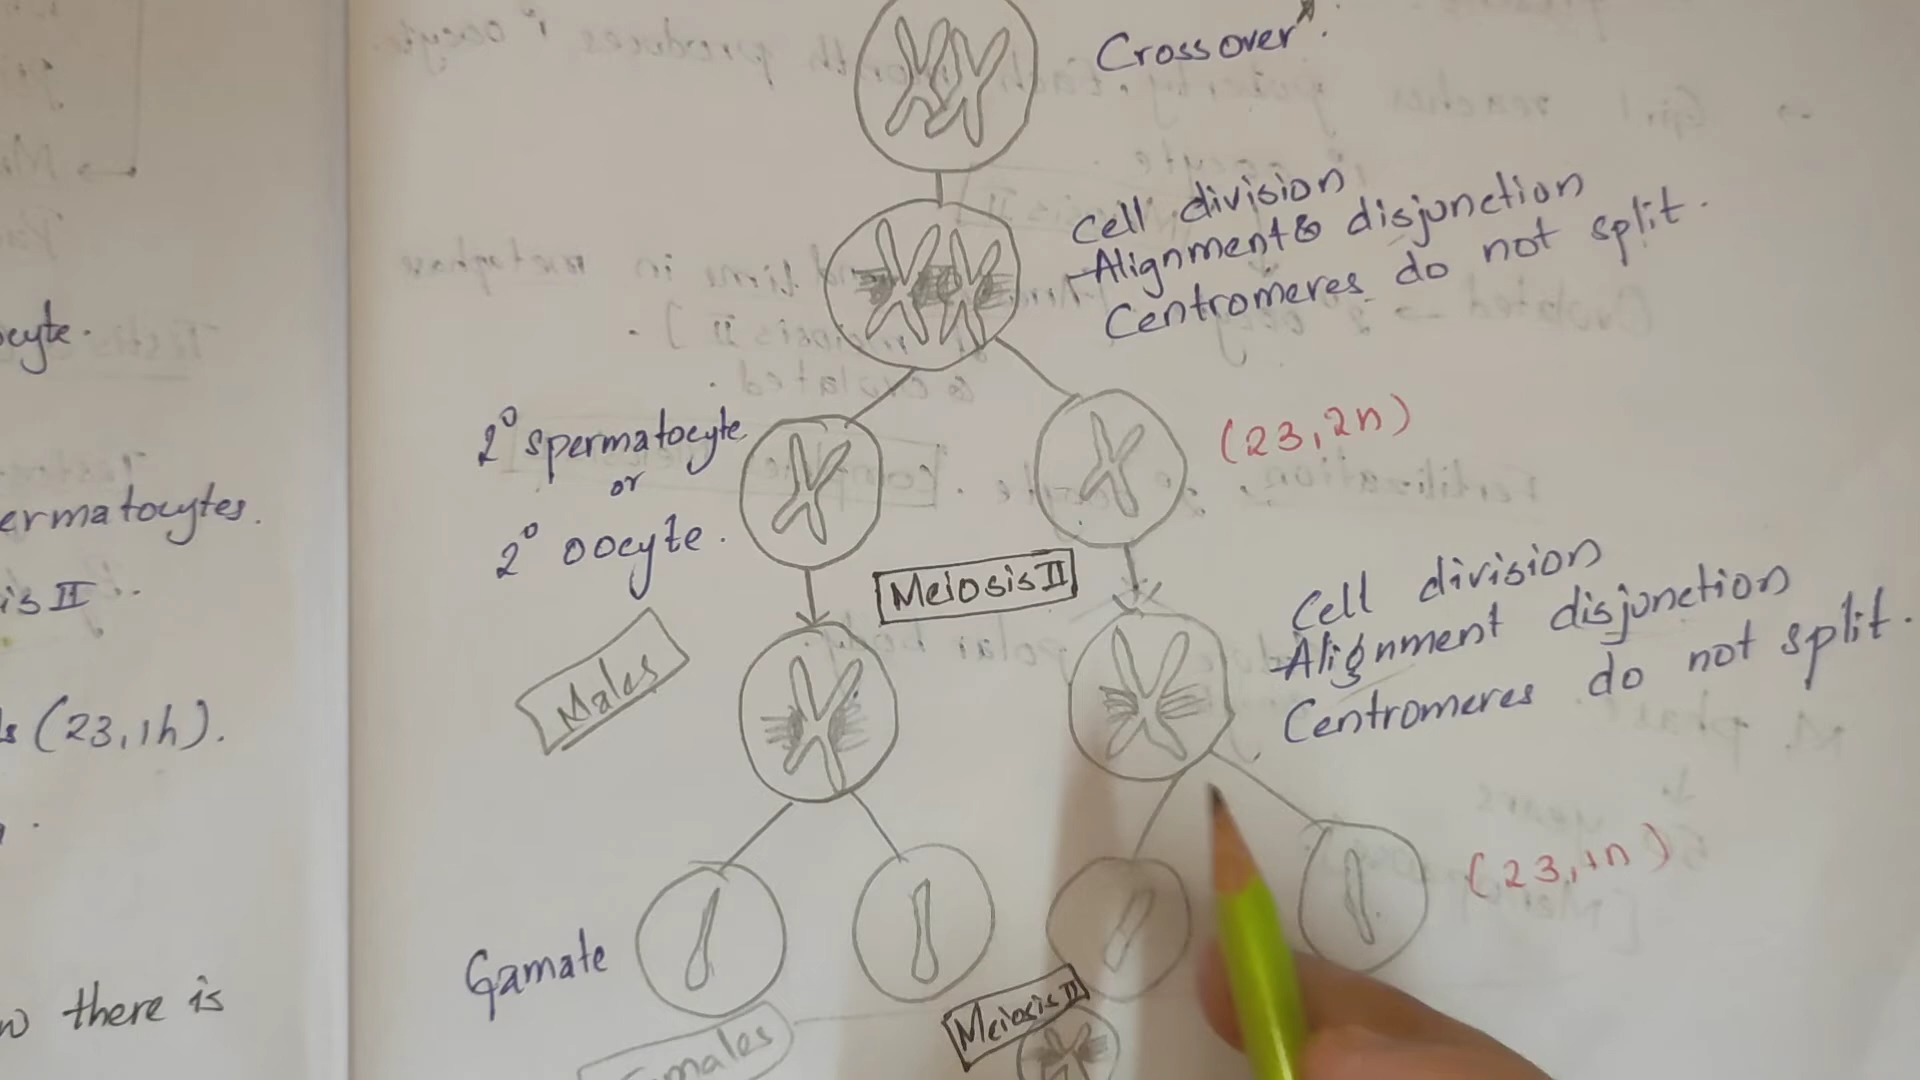 Crossover.
Cell division
Alignment & disjunction
Centromeres do not split.
2° spermatocyte
or
2° oocyte.
(23,2n)
Meiosis II
Males
Cell division
Alignment disjunction
Centromeres do not split.
(23,1n)
Gamate
Meiosis II
ocyte.
ermatocytes.
is II.
(23,1h).
there is